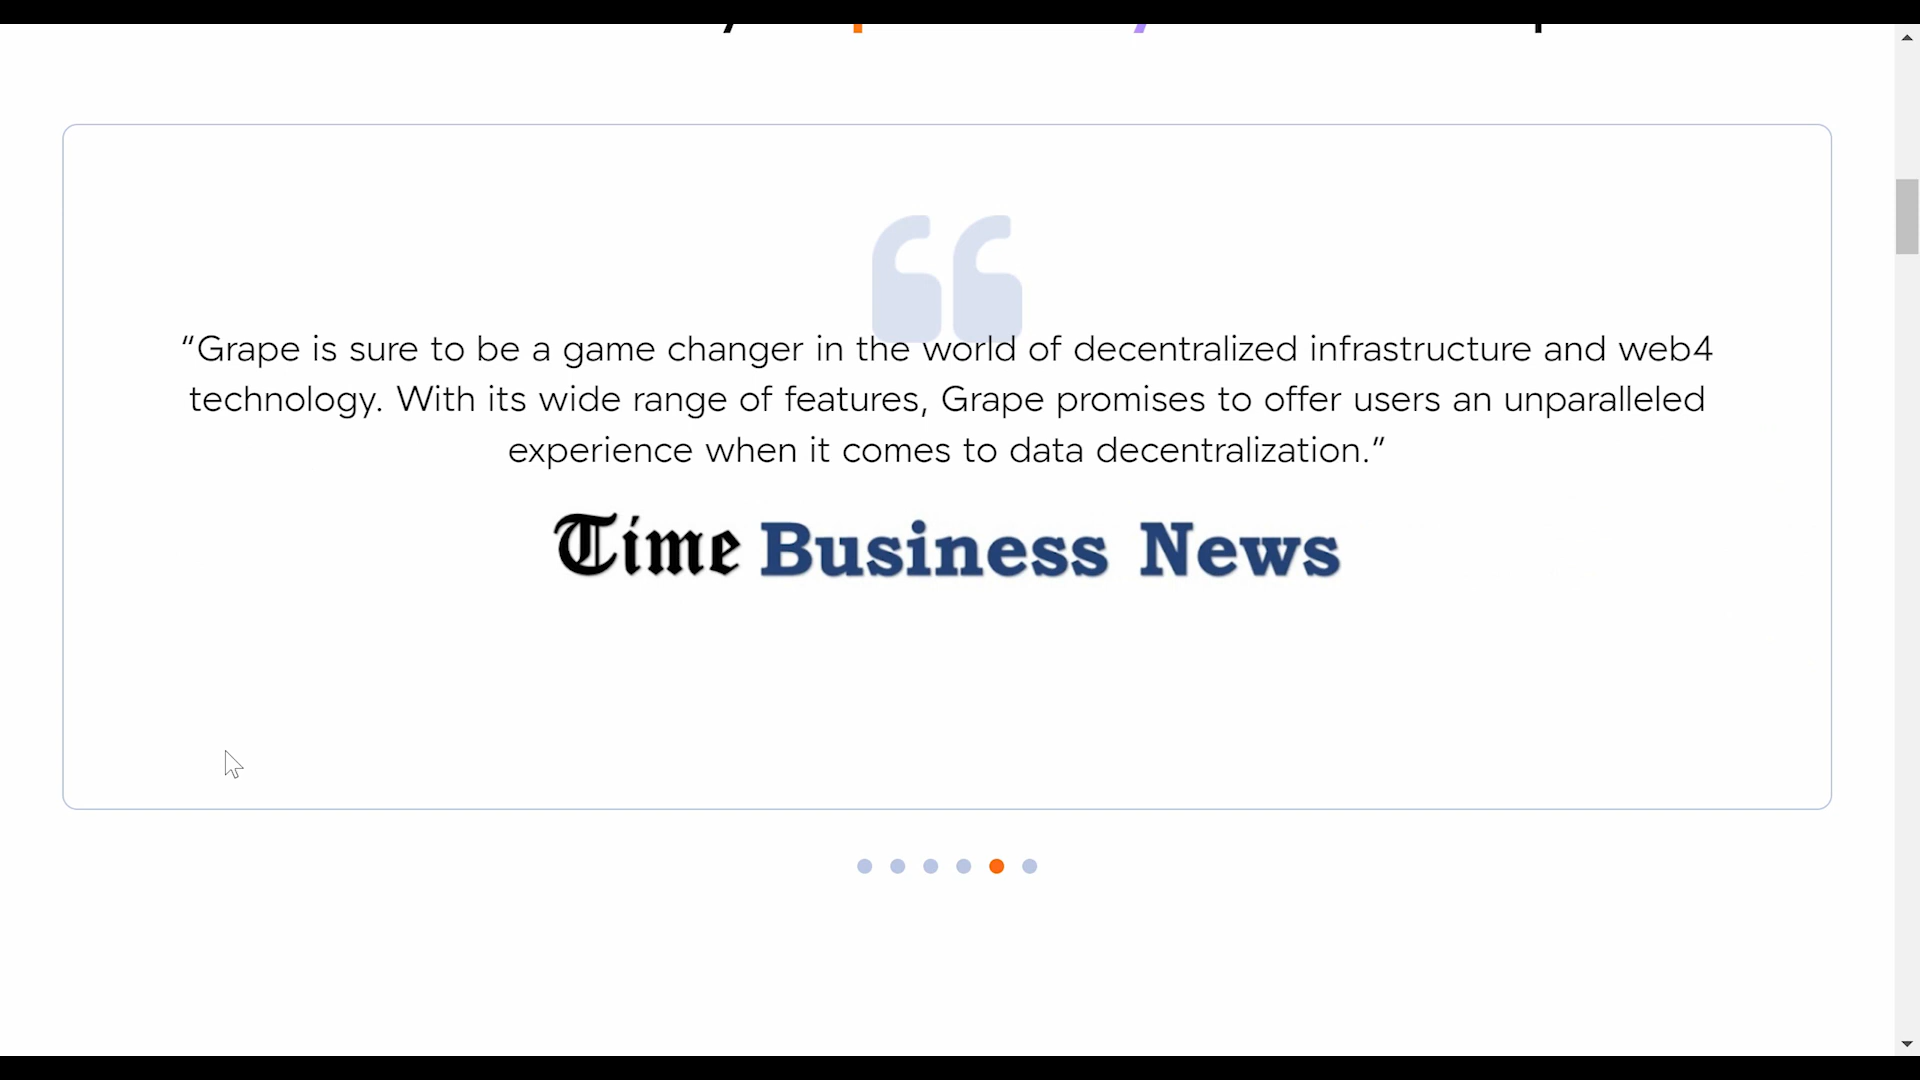 “Grape is sure to be a game changer in the world of decentralized infrastructure and web4
technology. With its wide range of features, Grape promises to offer users an unparalleled
experience when it comes to data decentralization.”
Time Business News